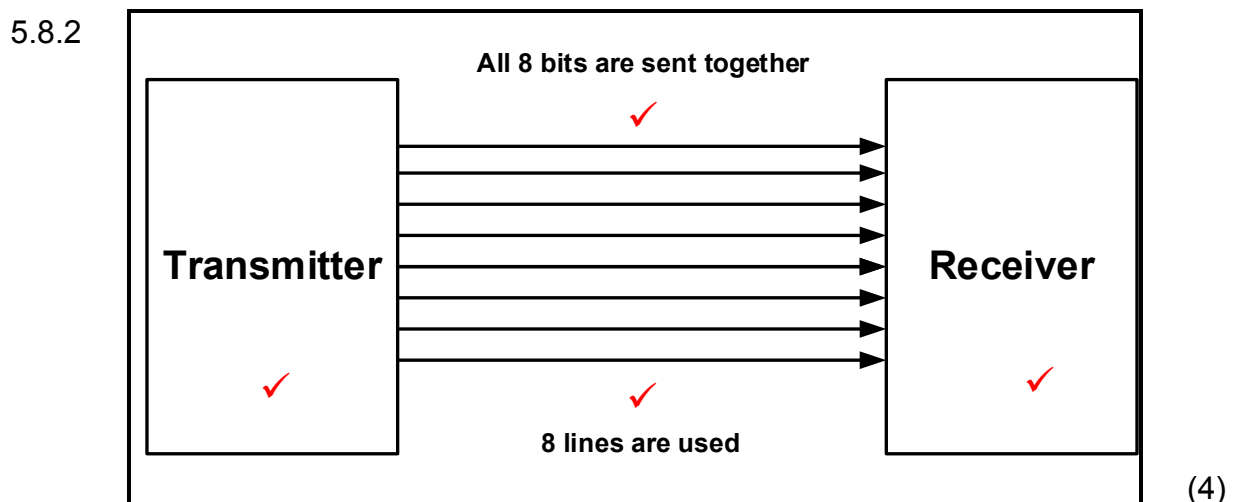 5.8.2
All 8 bits are sent together
Transmitter
Receiver
8 lines are used
(4)